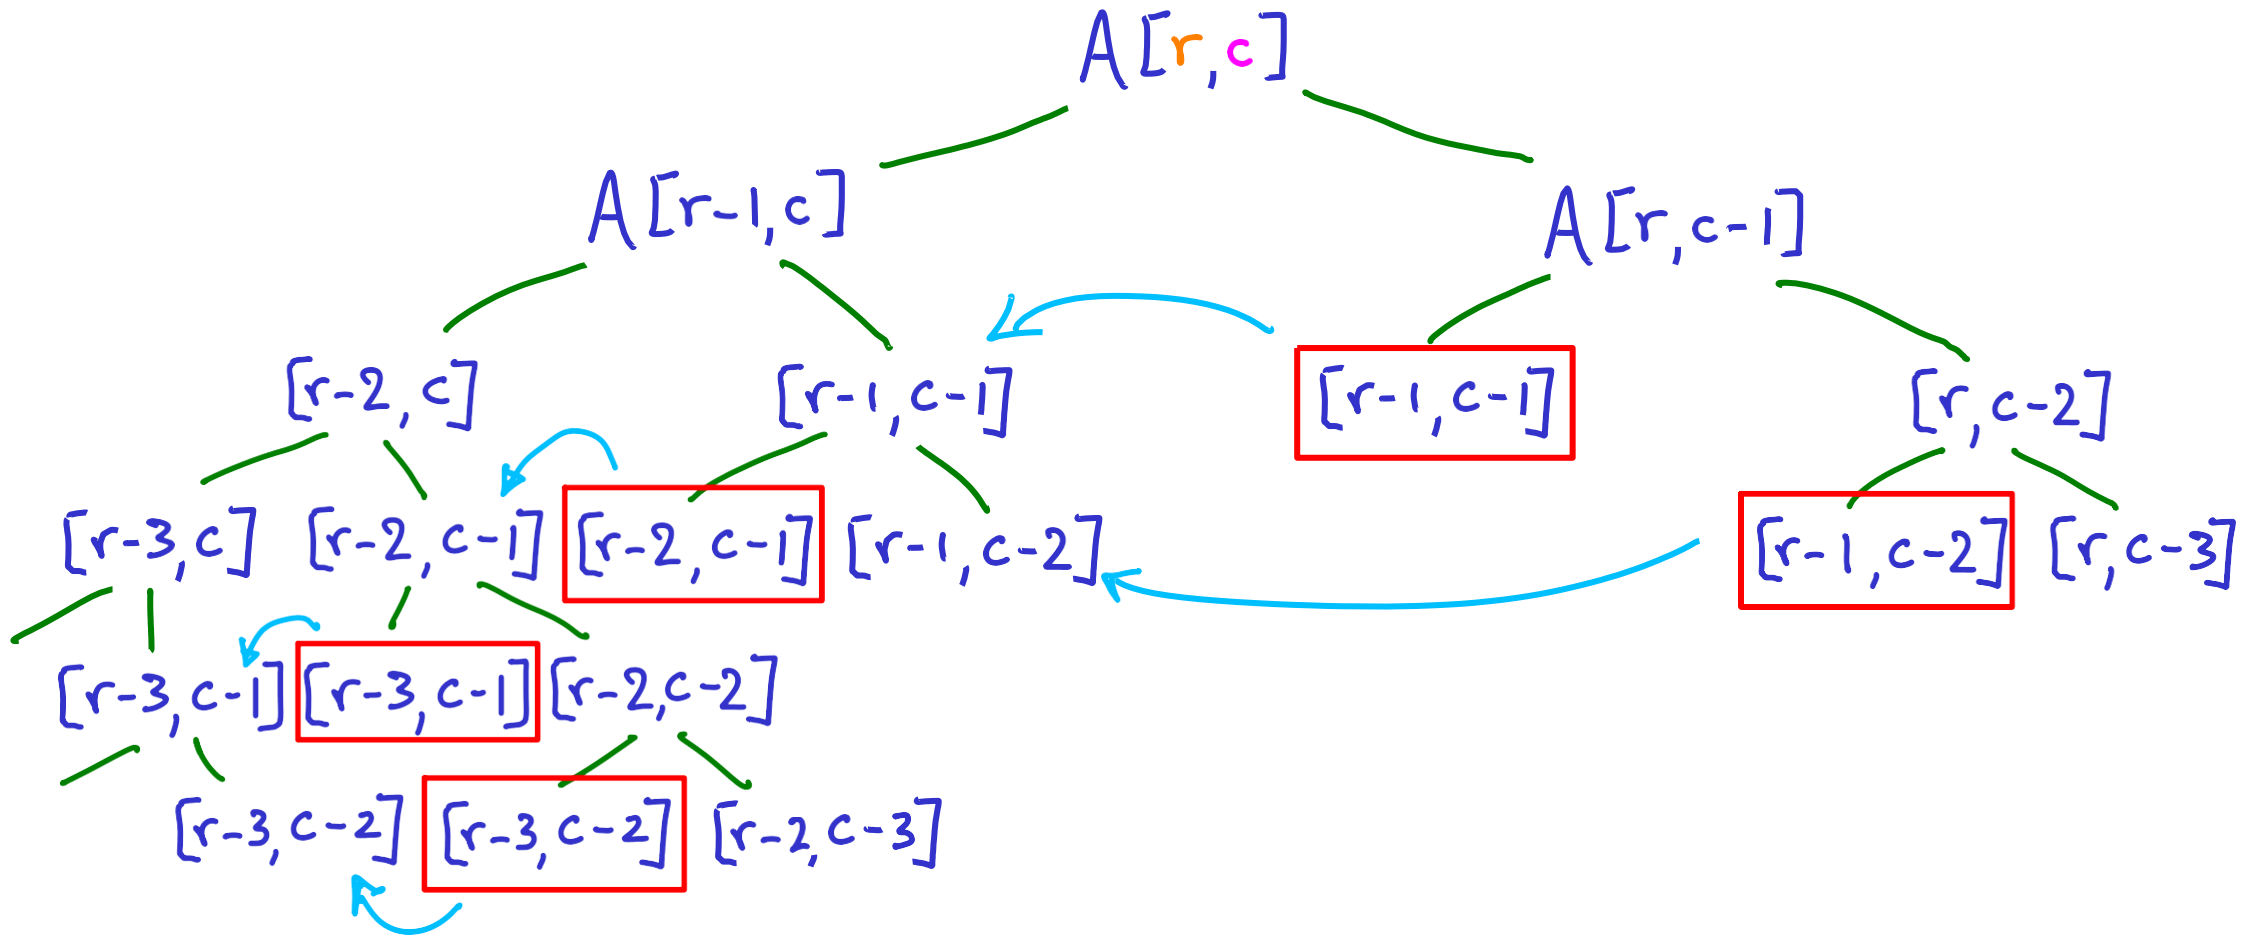 A[r,c]
A[r-1,c] A[r,c-1]
[r-2,c] [r-1,c-1] [r-1,c-1] [r,c-2]
[r-3,c] [r-2,c-1] [r-2,c-1] [r-1,c-2] [r-1,c-2] [r,c-3]
[r-3,c-1] [r-3,c-1] [r-2,c-2]
[r-3,c-2] [r-3,c-2] [r-2,c-3]